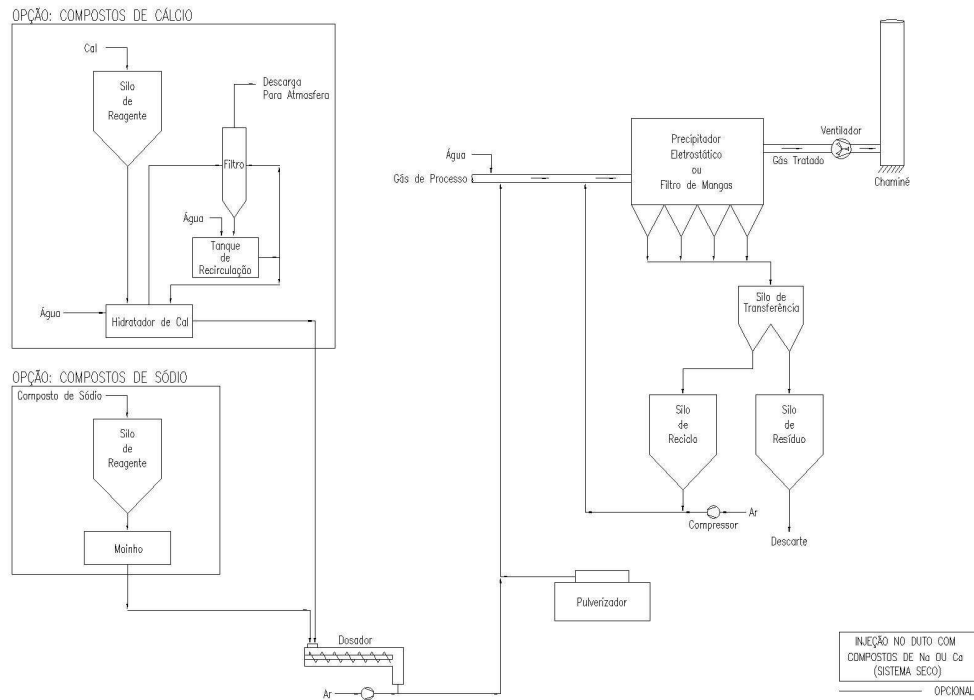 OPÇÃO: COMPOSTOS DE CÁLCIO
Cal
Silo
de
Reagente
Descarga
Para Atmosfera
Filtro
Água
Tanque
de
Recirculação
Água
Hidratador de Cal
OPÇÃO: COMPOSTOS DE SÓDIO
Composto de Sódio
Silo
de
Reagente
Moinho
Dosador
Ar
Água
Gás de Processo
Precipitador
Eletrostático
ou
Filtro de Mangas
Ventilador
Gás Tratado
Chaminé
Silo de
Transferência
Silo
de
Reciclo
Silo
de
Resíduo
Ar
Compressor
Descarte
Pulverizador
INJEÇÃO NO DUTO COM
COMPOSTOS DE Na OU Ca
(SISTEMA SECO)
OPCIONAL